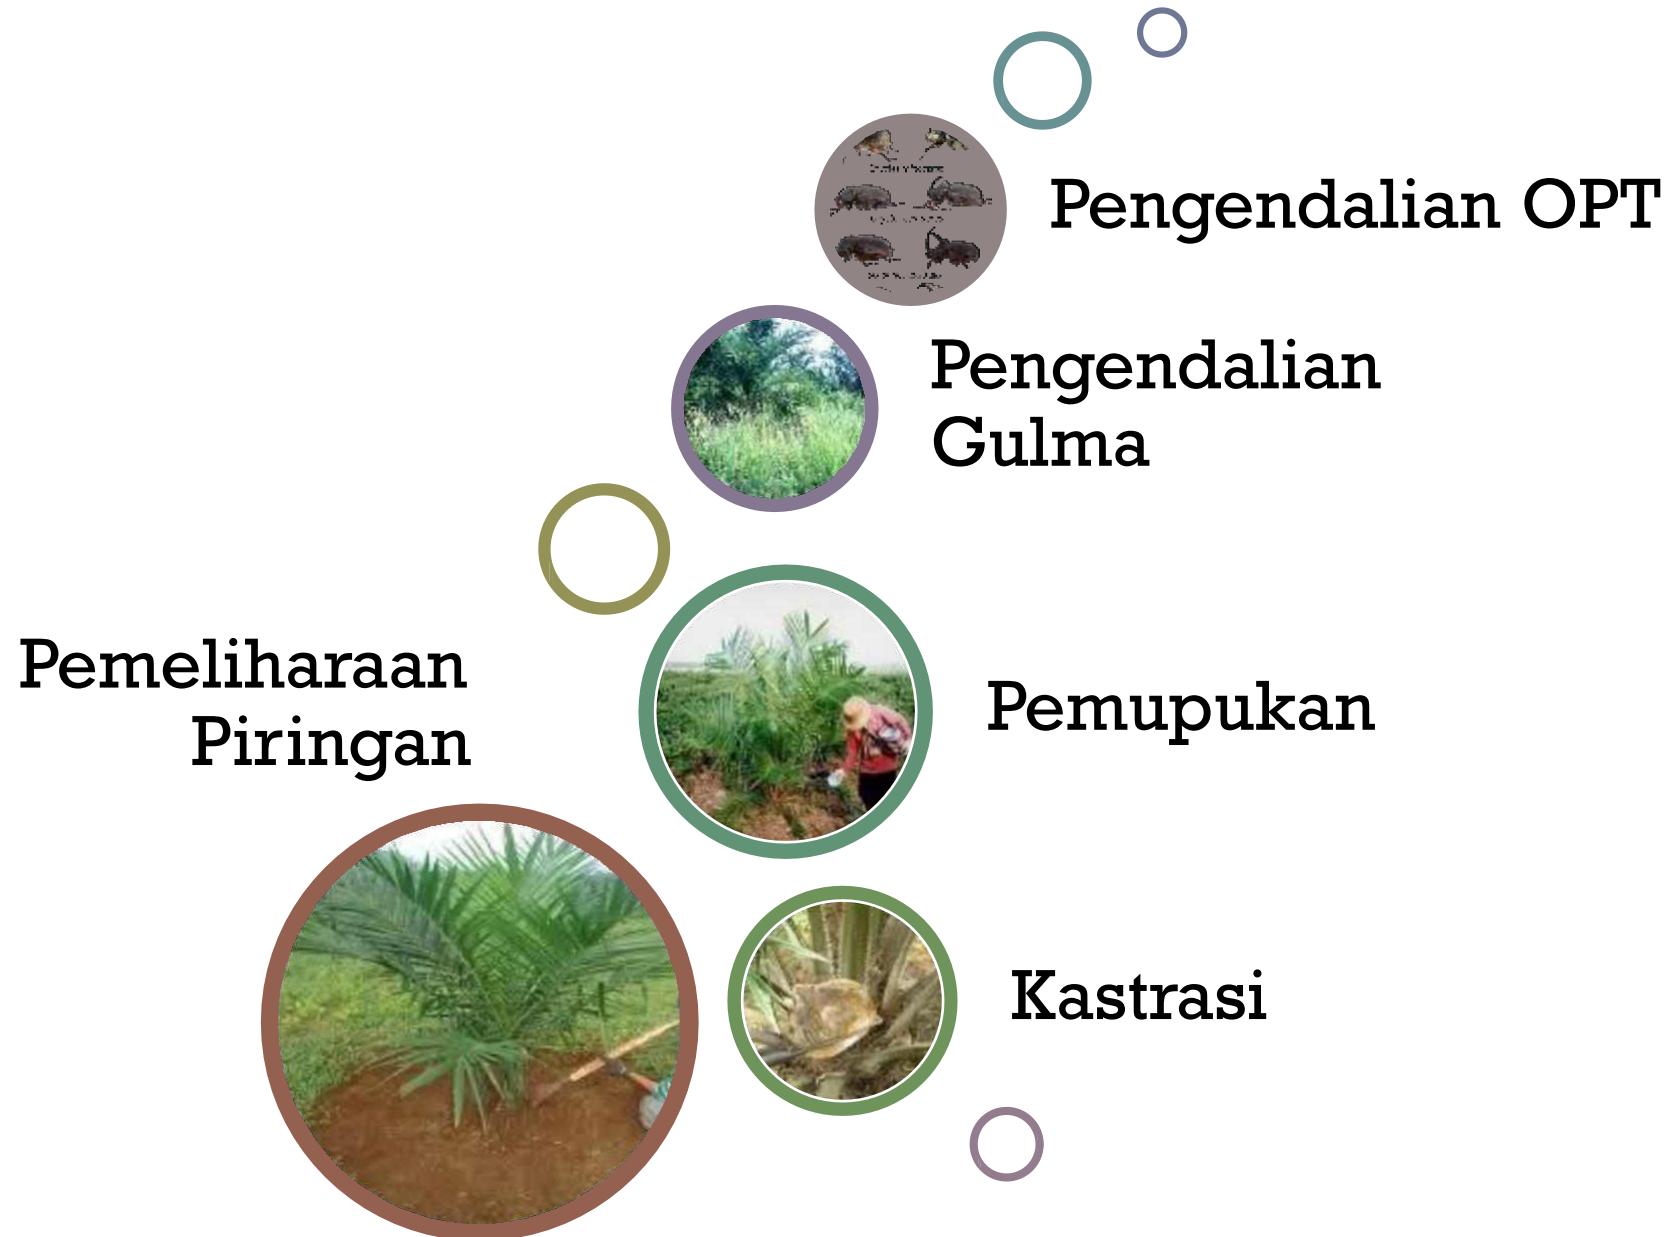 Pengendalian OPT
Pengendalian
Gulma
Pemeliharaan
Piringan
Pemupukan
Kastrasi